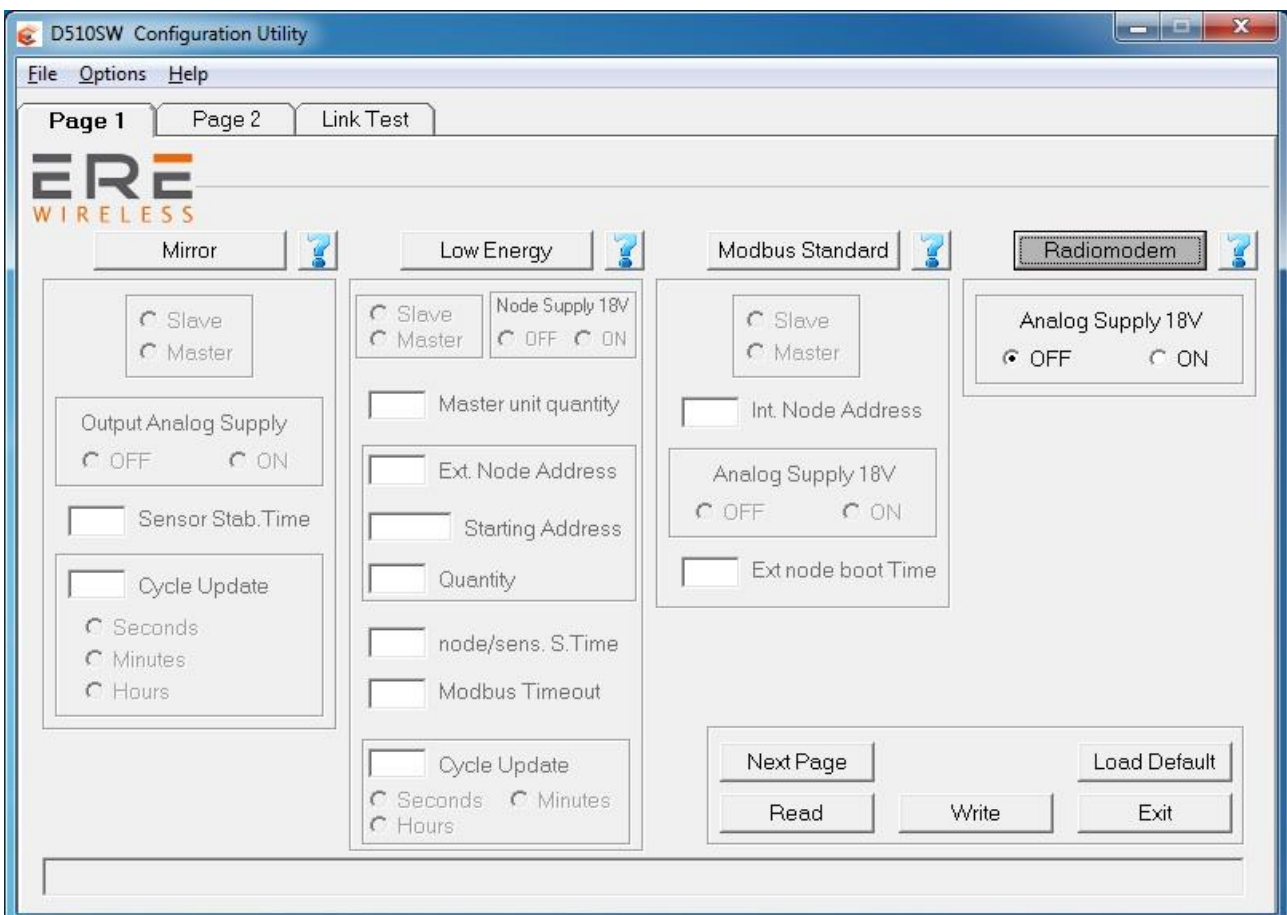 D510SW Configuration Utility
File Options Help
Page 1 Page 2 Link Test
ERE
WIRELESS
Mirror
Slave
Master
Output Analog Supply
OFF ON
Sensor Stab.Time
Cycle Update
Seconds
Minutes
Hours
Low Energy
Slave
Master
Node Supply 18V
OFF ON
Master unit quantity
Ext. Node Address
Starting Address
Quantity
node/sens. S.Time
Modbus Timeout
Cycle Update
Seconds Minutes
Hours
Modbus Standard
Slave
Master
Int. Node Address
Analog Supply 18V
OFF ON
Ext node boot Time
Radiomodem
Analog Supply 18V
OFF ON
Next Page Load Default
Read Write Exit